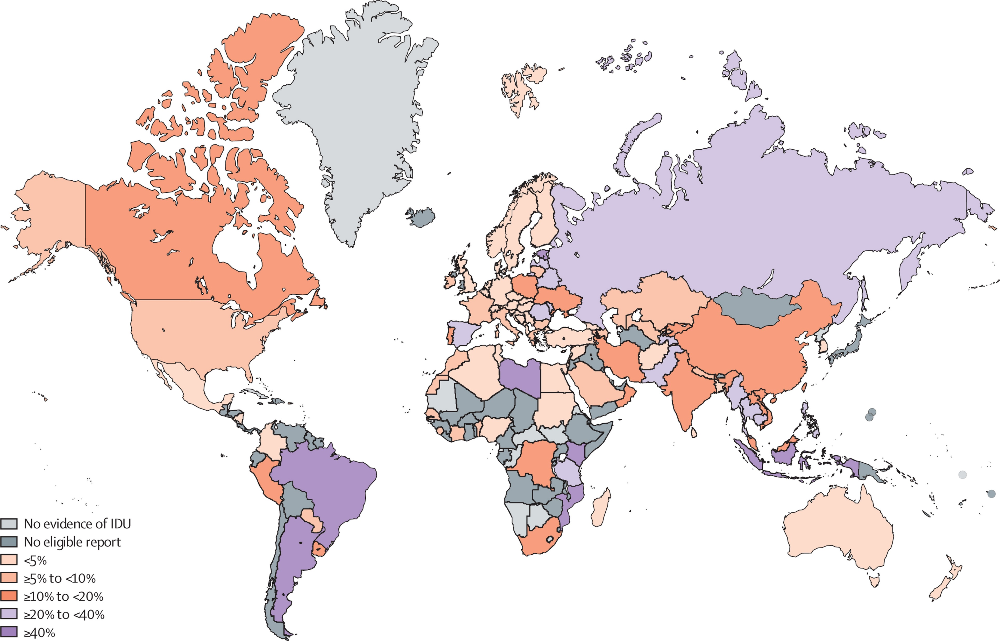 No evidence of IDU
No eligible report
<5%
≥5% to <10%
≥10% to <20%
≥20% to <40%
≥40%